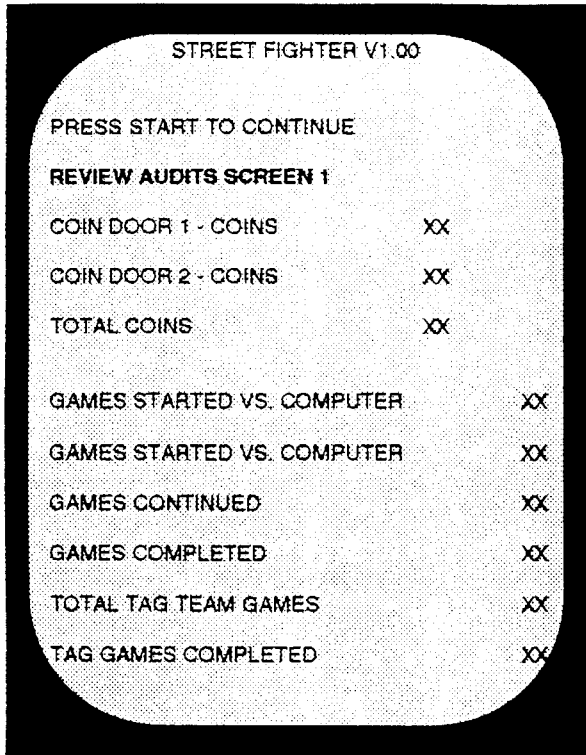 STREET FIGHTER V1.00
PRESS START TO CONTINUE
REVIEW AUDITS SCREEN 1
COIN DOOR 1 - COINS XX
COIN DOOR 2 - COINS XX
TOTAL COINS XX
GAMES STARTED VS. COMPUTER XX
GAMES STARTED VS. COMPUTER XX
GAMES CONTINUED XX
GAMES COMPLETED XX
TOTAL TAG TEAM GAMES XX
TAG GAMES COMPLETED XX